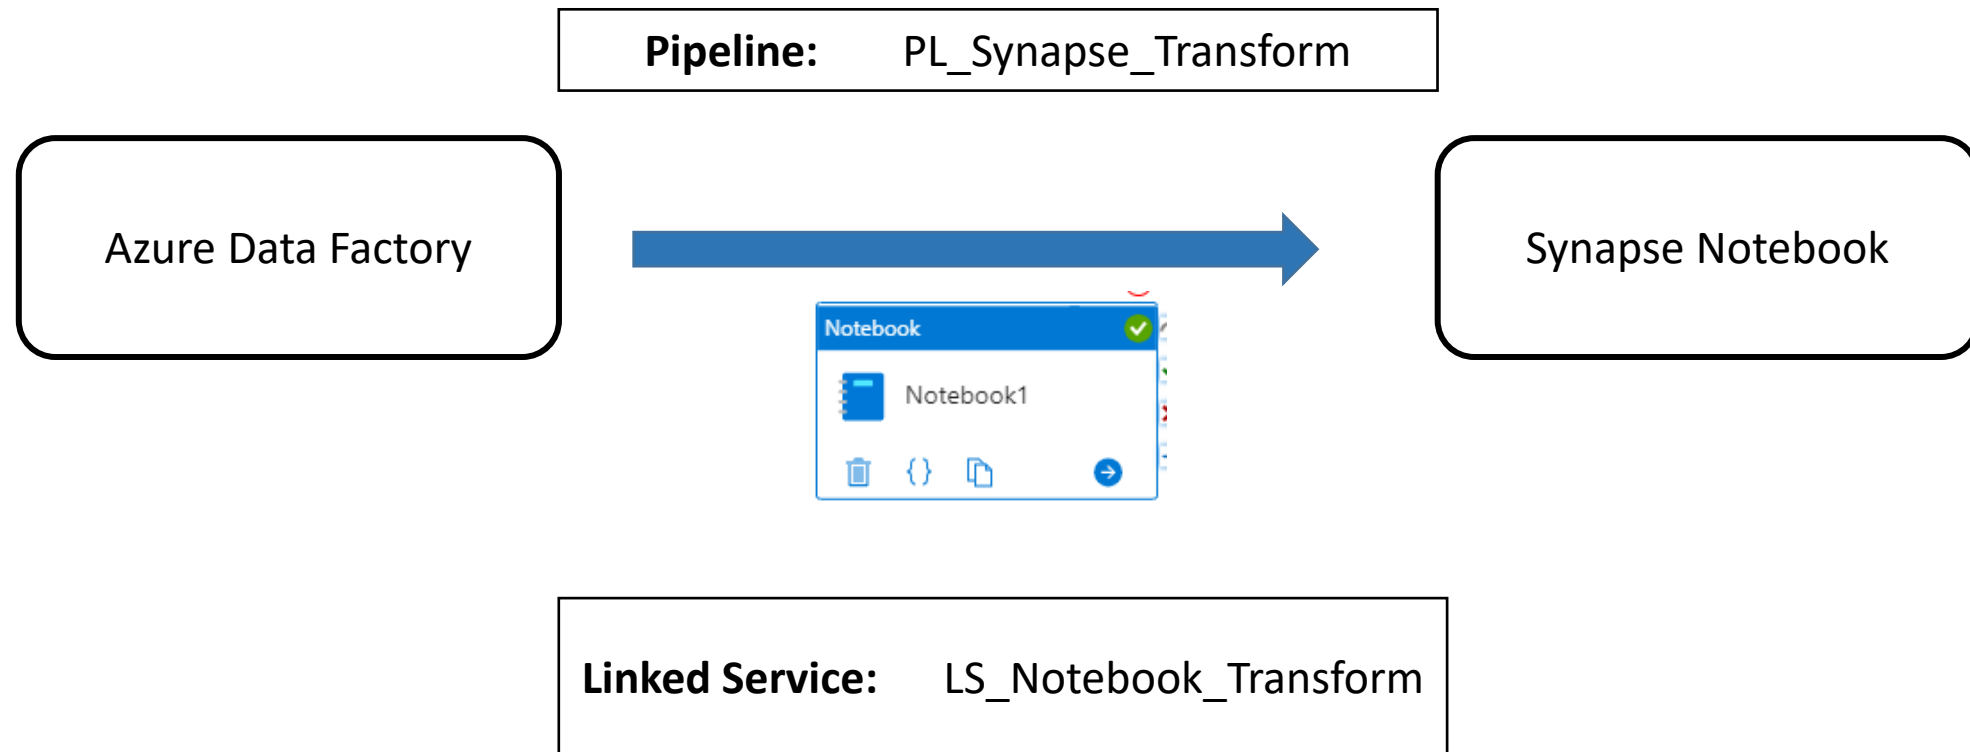 Pipeline: PL_Synapse_Transform
Azure Data Factory
Synapse Notebook
Notebook
Notebook1
{}
Linked Service: LS_Notebook_Transform